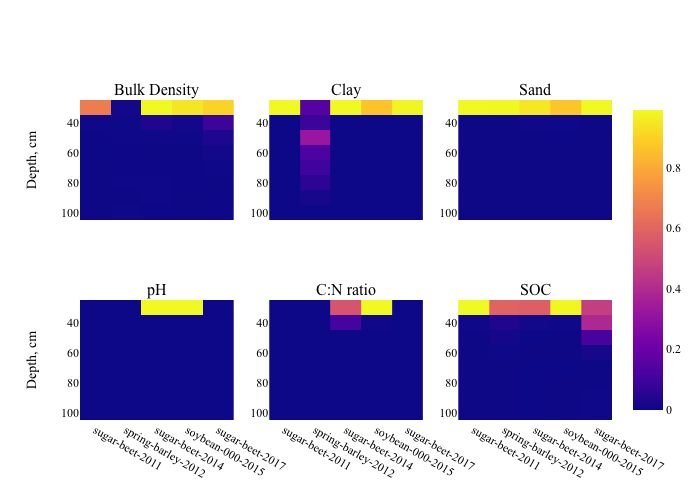 Bulk Density Clay Sand
Depth, cm
40 40 40
60 60 60
80 80 80
100 100 100
0.8
0.6
0.4
0.2
0
pH C:N ratio SOC
Depth, cm
40 40 40
60 60 60
80 80 80
100 100 100
sugar-beet-2011 spring-barley-2012 sugar-beet-2014 soybean-000-2015 sugar-beet-2017
sugar-beet-2011 spring-barley-2012 sugar-beet-2014 soybean-000-2015 sugar-beet-2017
sugar-beet-2011 spring-barley-2012 sugar-beet-2014 soybean-000-2015 sugar-beet-2017